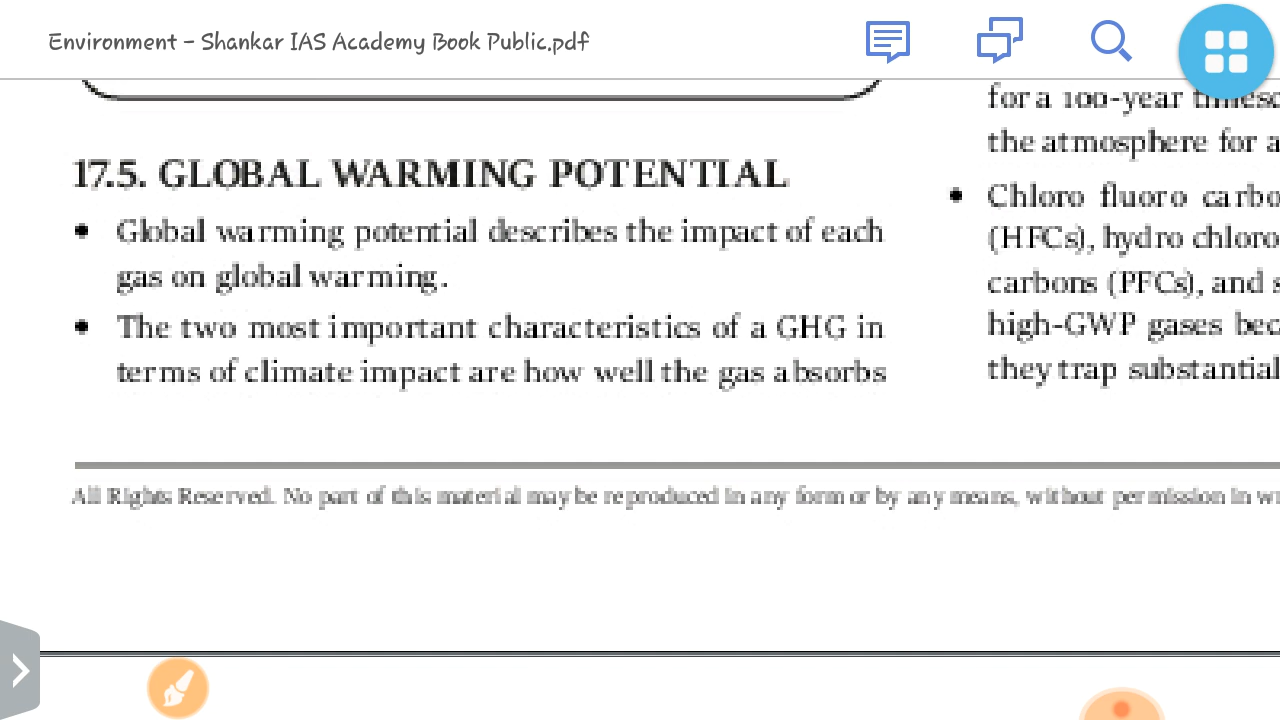 Environment – Shankar IAS Academy Book Public.pdf
17.5. GLOBAL WARMING POTENTIAL
• Global warming potential describes the impact of each
gas on global warming.
• The two most important characteristics of a GHG in
terms of climate impact are how well the gas absorbs
for a 100-year
the atmosphere for a
• Chloro fluoro
(HFCs), hydro chloro
carbons (PFCs), and
high-GWP gases
they trap
All Rights Reserved. No part of this material may be reproduced in any form or by any means, without permission in